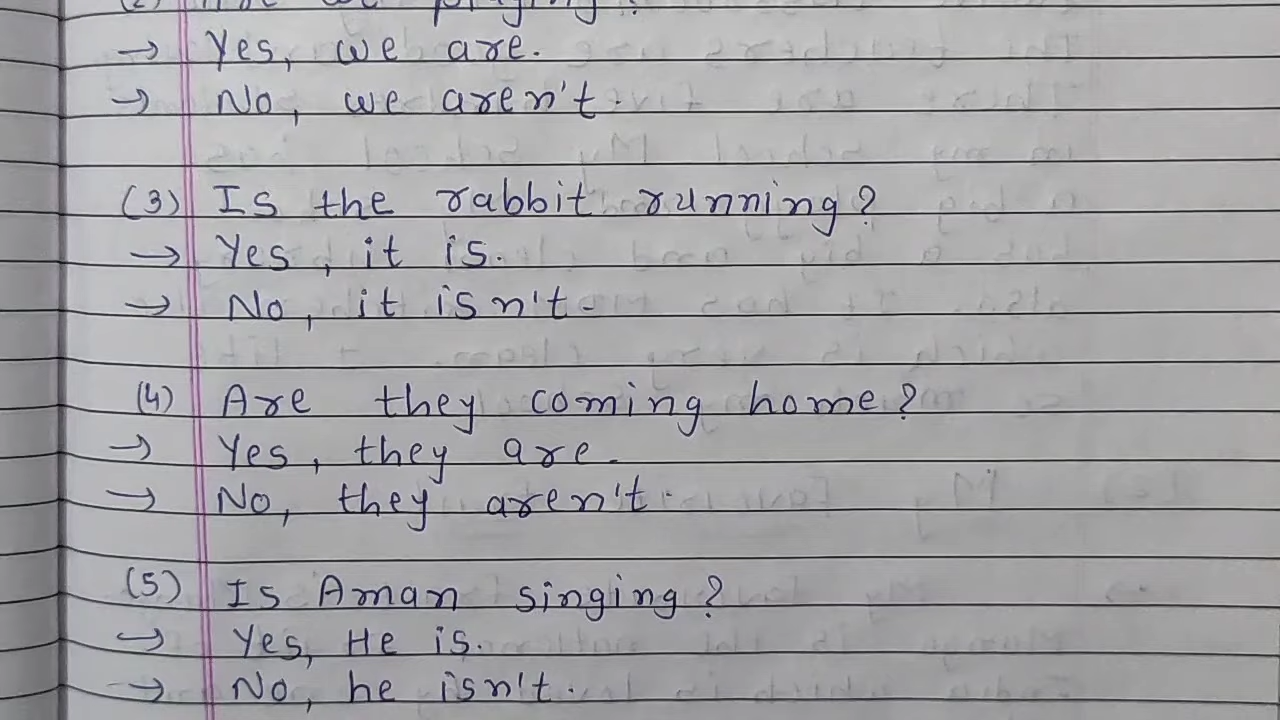 → Yes, we are.
→ No, we aren't
(3) Is the rabbit running?
→ Yes, it is.
→ No, it isn't.
(4) Are they coming home?
→ Yes, they are.
→ No, they aren't.
(5) Is Aman singing?
→ Yes, He is.
→ No, he isn't.